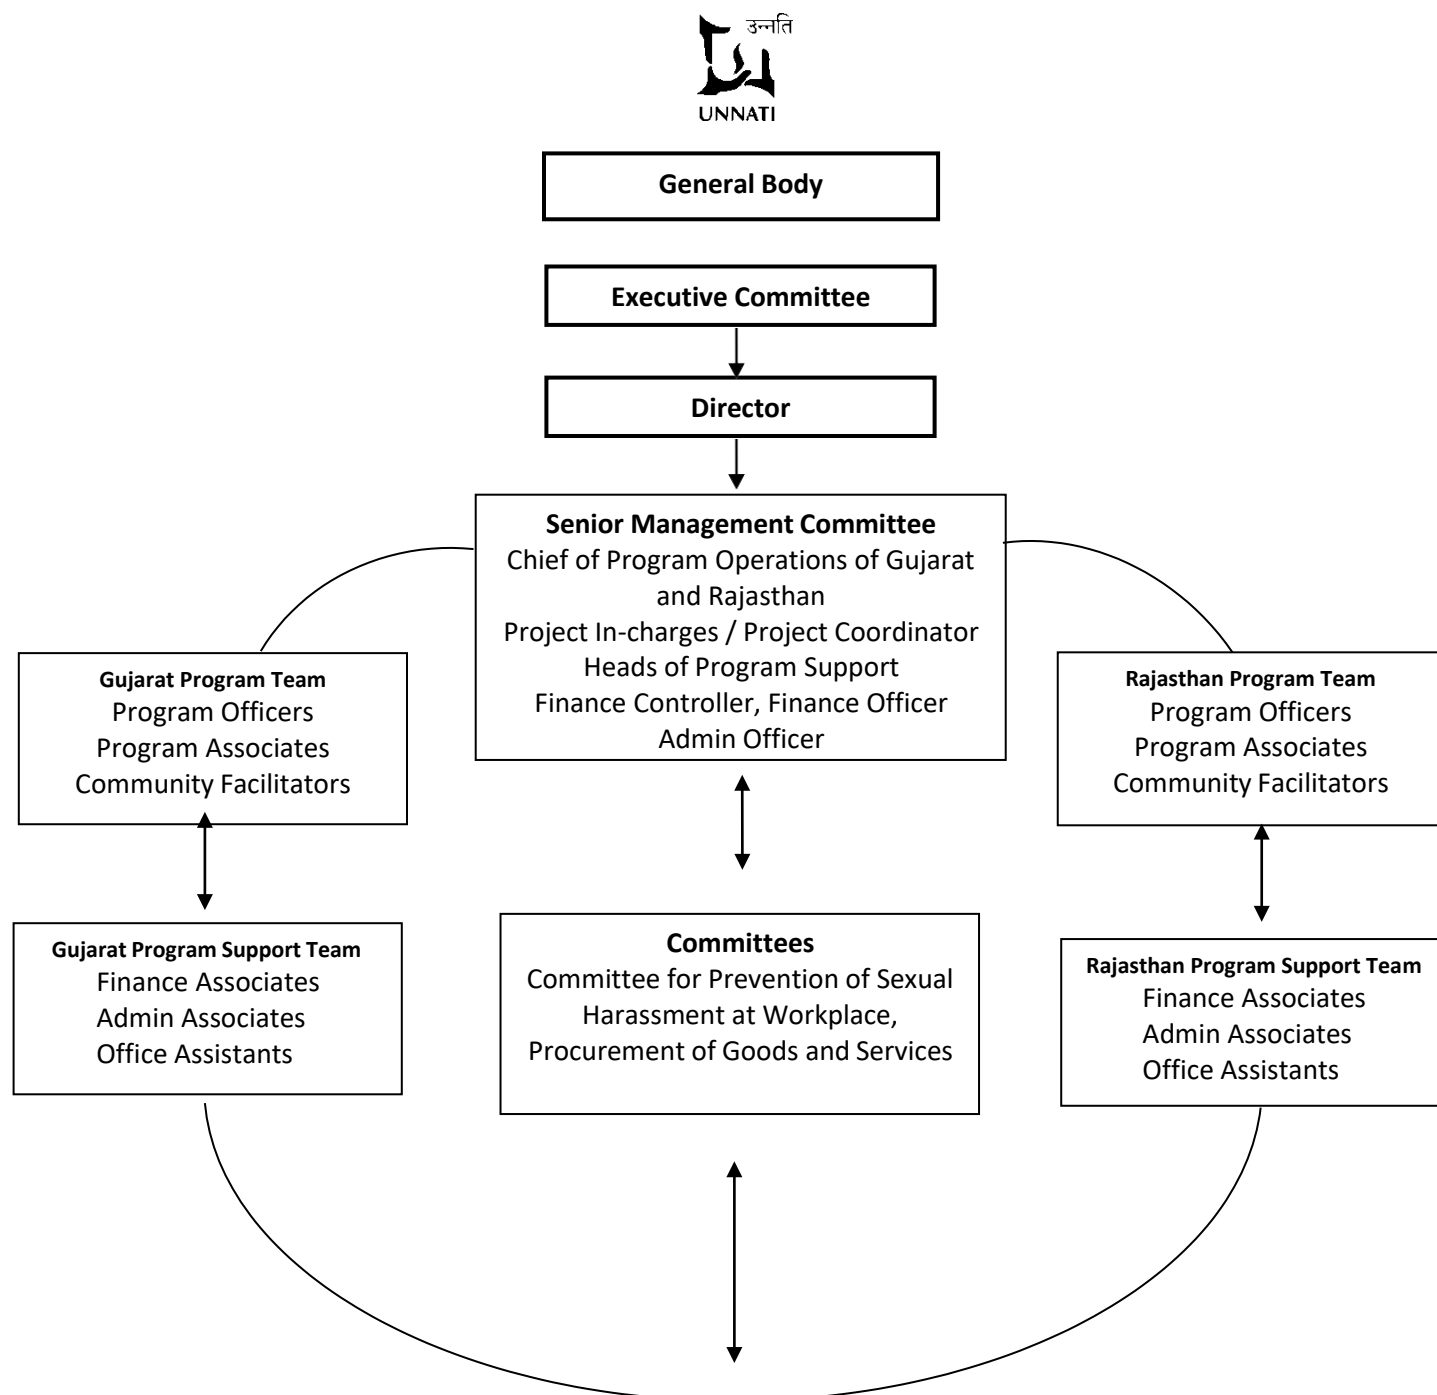 उन्नति
UNNATI
General Body
Executive Committee
Director
Senior Management Committee
Chief of Program Operations of Gujarat
and Rajasthan
Project In-charges / Project Coordinator
Heads of Program Support
Finance Controller, Finance Officer
Admin Officer
Gujarat Program Team
Program Officers
Program Associates
Community Facilitators
Rajasthan Program Team
Program Officers
Program Associates
Community Facilitators
Gujarat Program Support Team
Finance Associates
Admin Associates
Office Assistants
Committees
Committee for Prevention of Sexual
Harassment at Workplace,
Procurement of Goods and Services
Rajasthan Program Support Team
Finance Associates
Admin Associates
Office Assistants